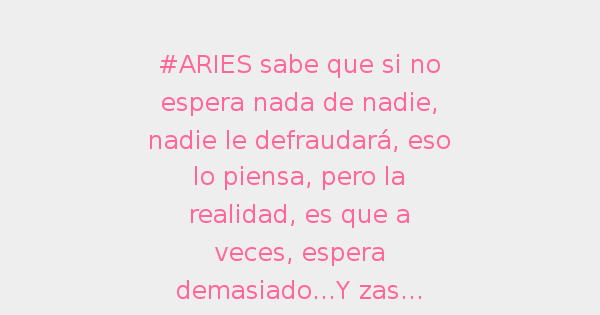 #ARIES sabe que si no
espera nada de nadie,
nadie le defraudará, eso
lo piensa, pero la
realidad, es que a
veces, espera
demasiado...Y zas...